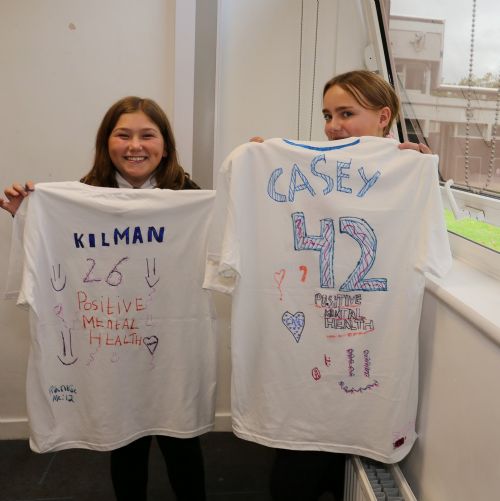 KILMAN
26
POSITIVE
MENTAL
HEALTH
CASEY
42
POSITIVE
MENTAL
HEALTH